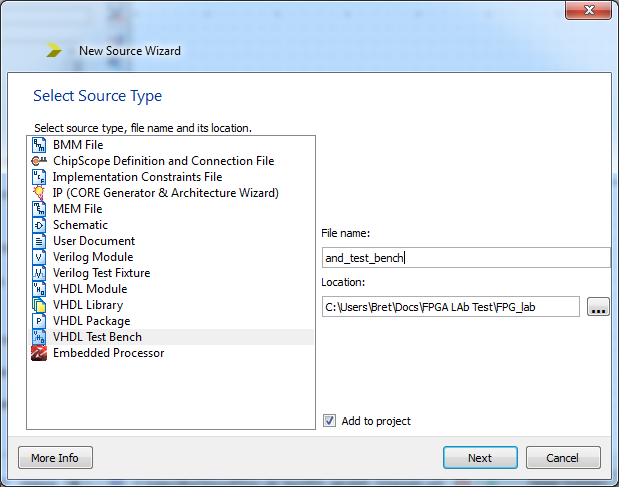 New Source Wizard
Select Source Type
Select source type, file name and its location.
BMM File
ChipScope Definition and Connection File
Implementation Constraints File
IP (CORE Generator & Architecture Wizard)
MEM File
Schematic
User Document
Verilog Module
Verilog Test Fixture
VHDL Module
VHDL Library
VHDL Package
VHDL Test Bench
Embedded Processor
File name:
and_test_bench
Location:
C:\Users\Bret\Docs\FPGA LAb Test\FPG_lab
...
Add to project
More Info
Next
Cancel